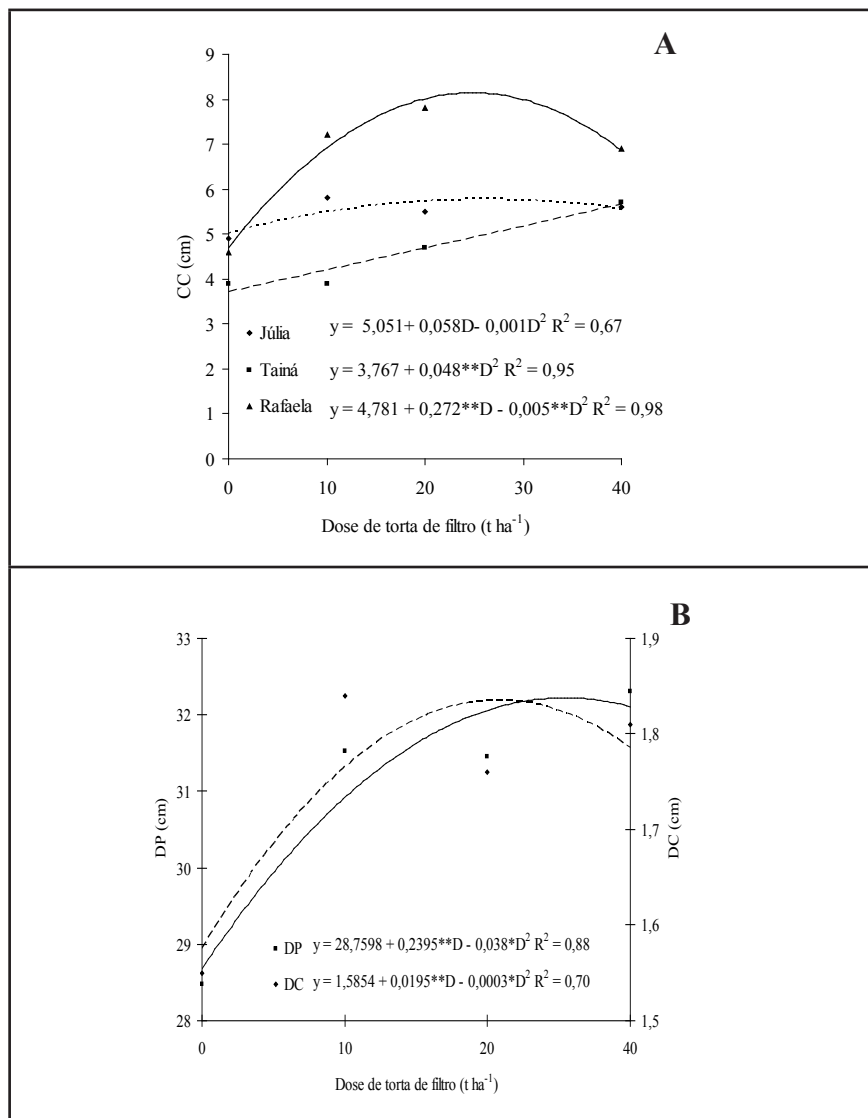 A
9
8
7
6
5
4
3
2
1
0
CC (cm)
Júlia y = 5,051+ 0,058D- 0,001D² R² = 0,67
Tainá y = 3,767 + 0,048**D² R² = 0,95
Rafaela y = 4,781 + 0,272**D - 0,005**D² R² = 0,98
0 10 20 30 40
Dose de torta de filtro (t ha⁻¹)
B
33
32
31
30
29
28
DP (cm)
1,9
1,8
1,7
1,6
1,5
DC (cm)
DP y = 28,7598 + 0,2395**D - 0,038*D² R² = 0,88
DC y = 1,5854 + 0,0195**D - 0,0003*D² R² = 0,70
0 10 20 40
Dose de torta de filtro (t ha⁻¹)